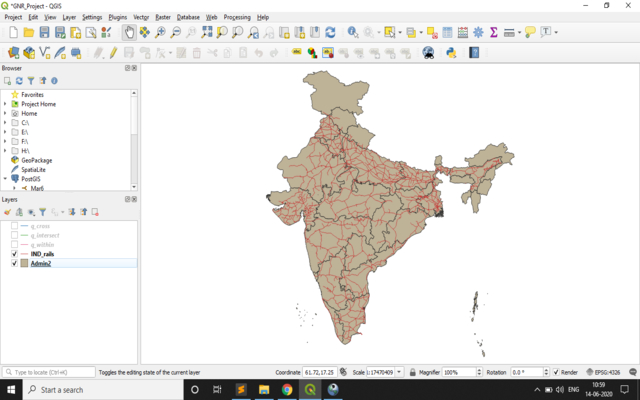 *GNR_Project - QGIS
Project Edit View Layer Settings Plugins Vector Raster Database Web Processing Help
Browser
Favorites
Project Home
Home
C:\
E:\
F:\
H:\
GeoPackage
SpatiaLite
PostGIS
Mar6
Layers
g_cross
g_intersect
g_within
IND_rails
Admin2
Type to locate (Ctrl+K)
Toggles the editing state of the current layer
Coordinate 61.72,17.25
Scale 1:17470409
Magnifier 100%
Rotation 0.0 °
Render
EPSG:4326
Start a search
ENG
10:59
14-06-2020